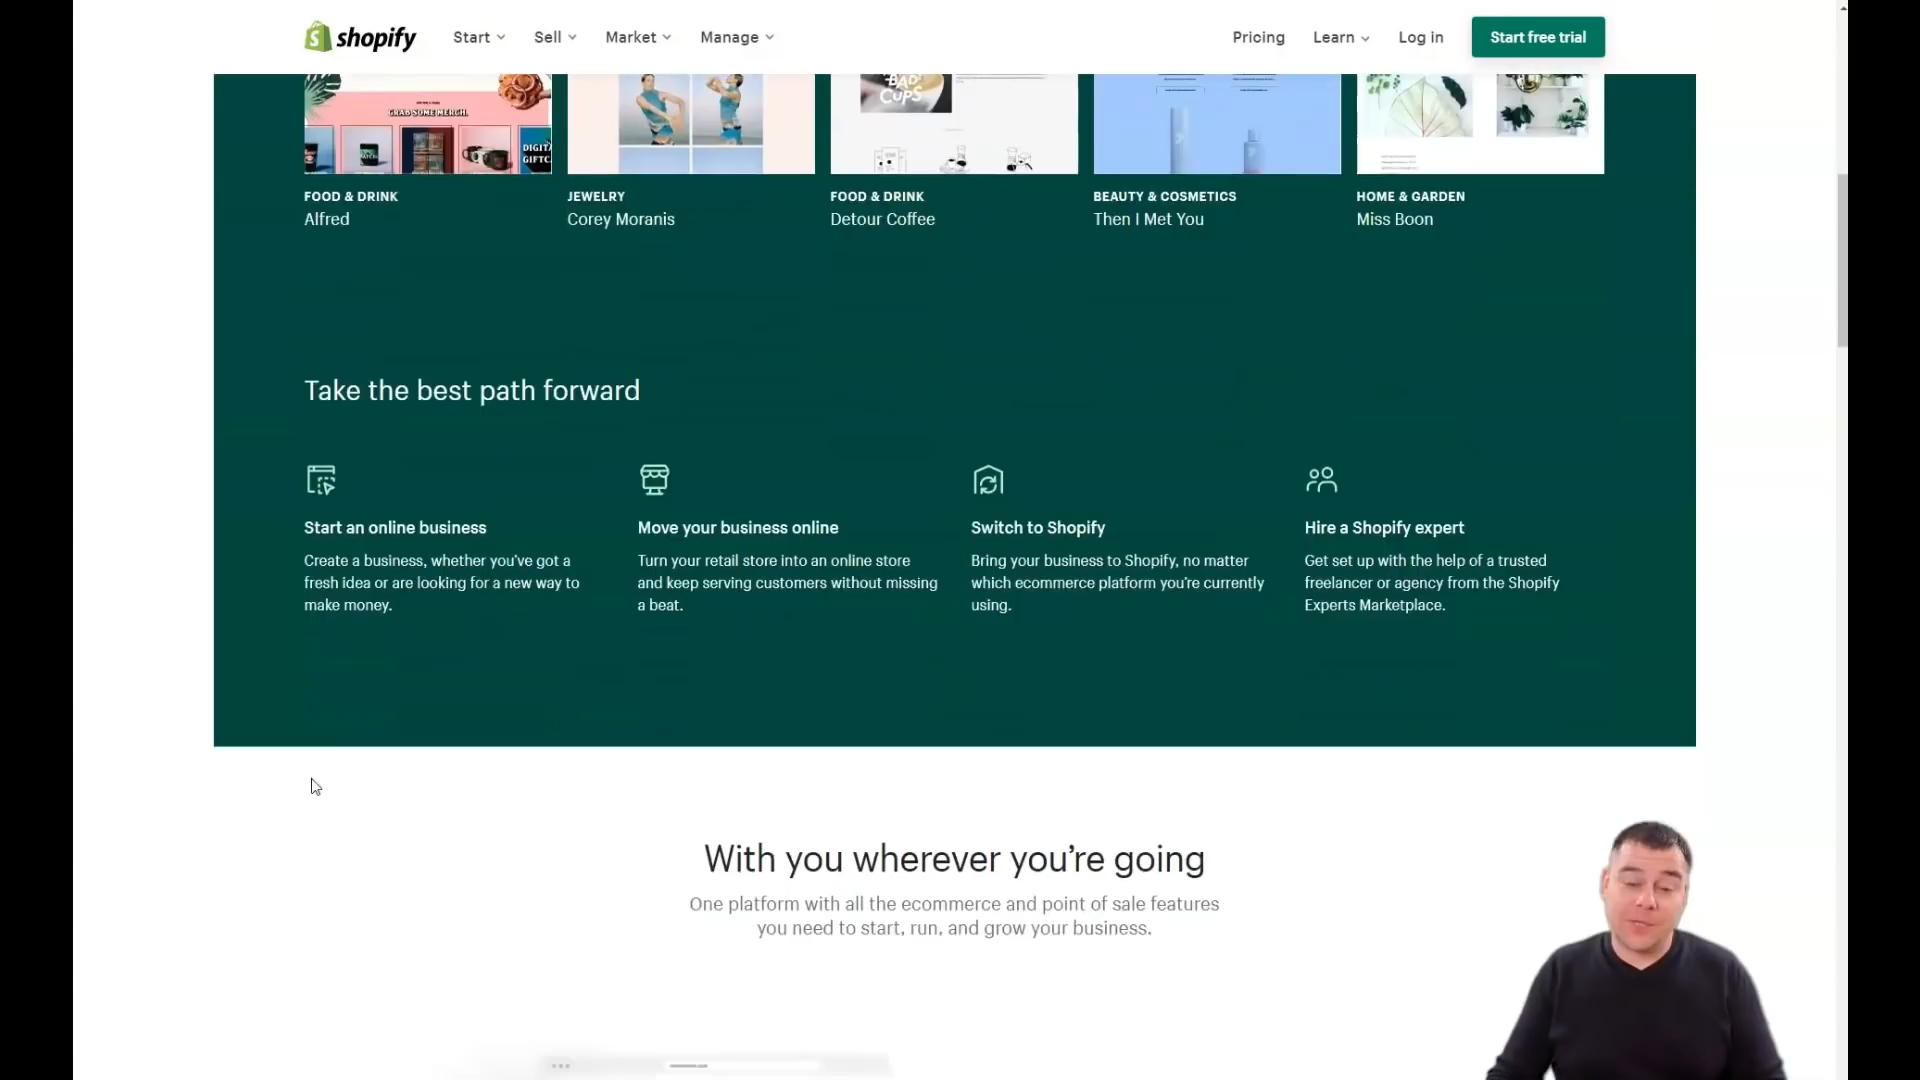 shopify
Start
Sell
Market
Manage
Pricing
Learn
Log in
Start free trial
GRAB SOME MERCH.
DIGIT
GIFTC
BAD
CUPS
FOOD & DRINK
Alfred
JEWELRY
Corey Moranis
FOOD & DRINK
Detour Coffee
BEAUTY & COSMETICS
Then I Met You
HOME & GARDEN
Miss Boon
Take the best path forward
Start an online business
Create a business, whether you've got a
fresh idea or are looking for a new way to
make money.
Move your business online
Turn your retail store into an online store
and keep serving customers without missing
a beat.
Switch to Shopify
Bring your business to Shopify, no matter
which ecommerce platform you're currently
using.
Hire a Shopify expert
Get set up with the help of a trusted
freelancer or agency from the Shopify
Experts Marketplace.
With you wherever you're going
One platform with all the ecommerce and point of sale features
you need to start, run, and grow your business.